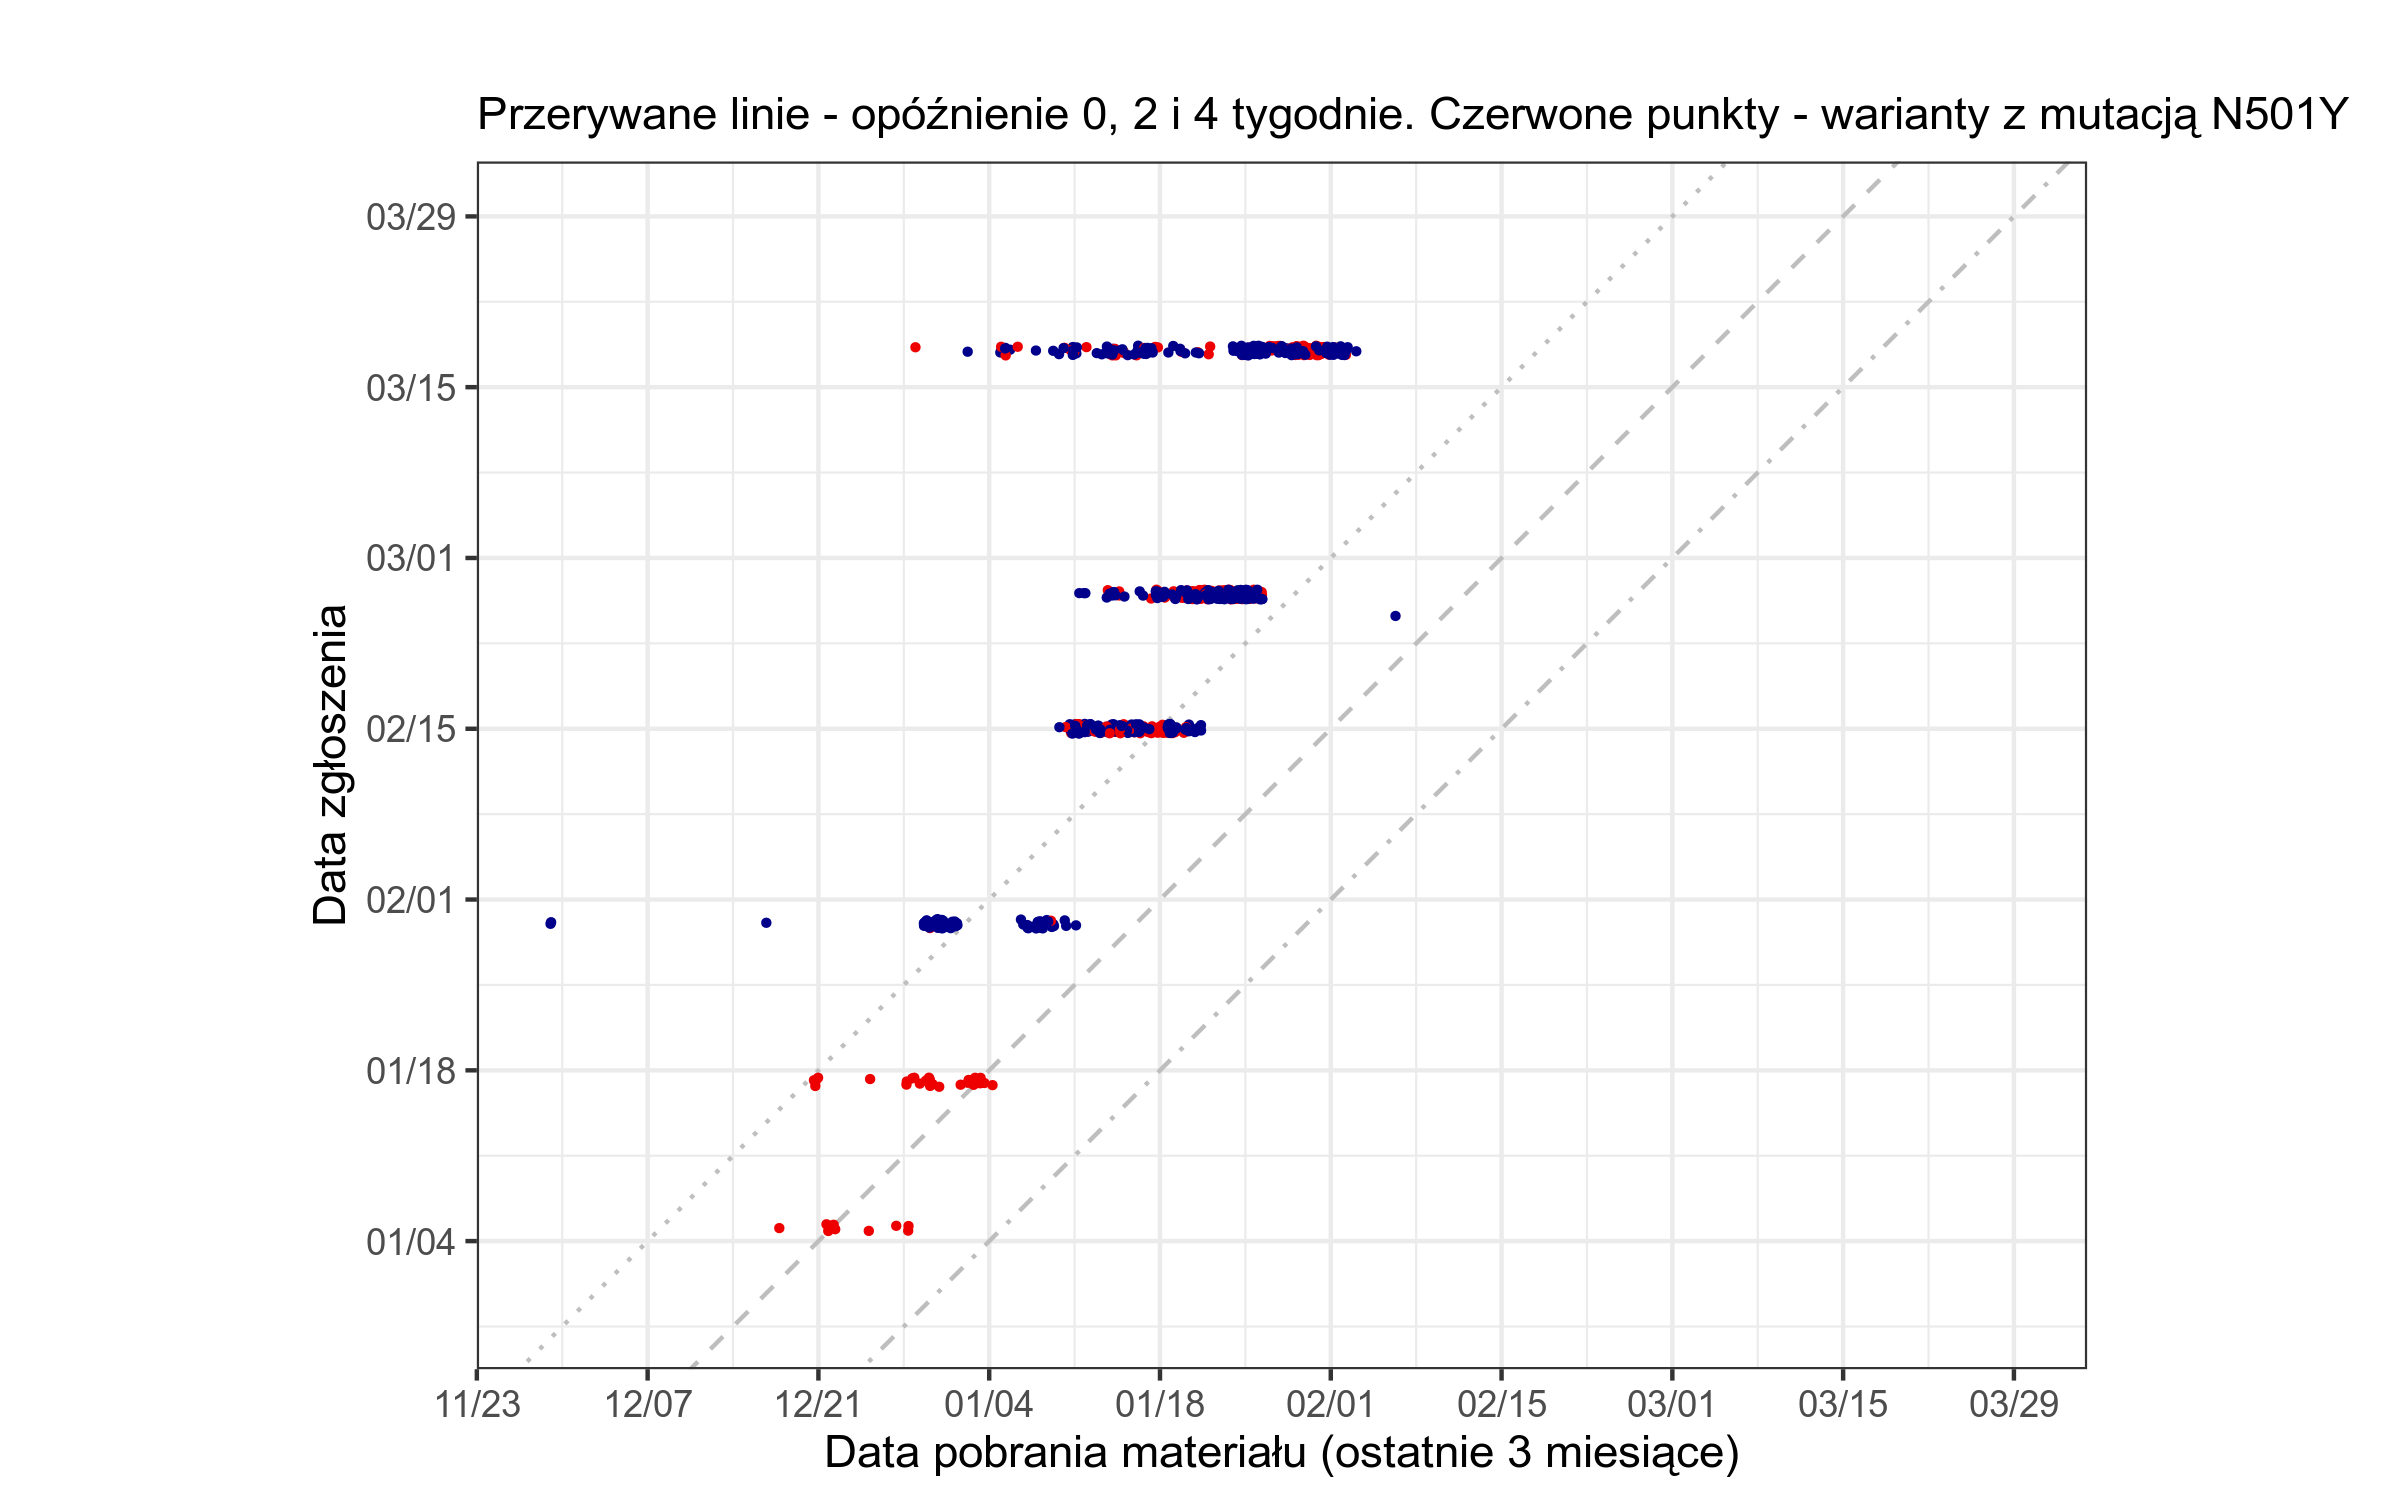 Przerywane linie - opóźnienie 0, 2 i 4 tygodnie. Czerwone punkty - warianty z mutacją N501Y
Data zgłoszenia
03/29
03/15
03/01
02/15
02/01
01/18
01/04
11/23 12/07 12/21 01/04 01/18 02/01 02/15 03/01 03/15 03/29
Data pobrania materiału (ostatnie 3 miesiące)